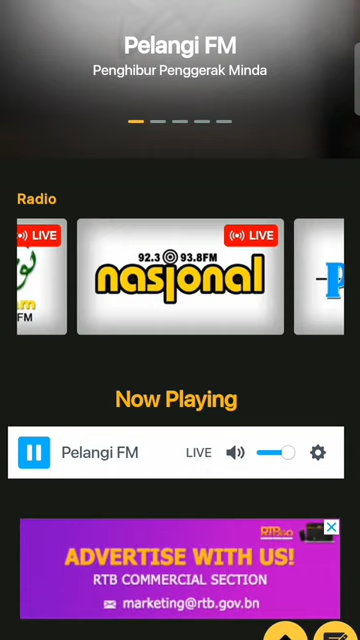 Pelangi FM
Penghibur Penggerak Minda
Radio
LIVE
FM
92.3 93.8FM
LIVE
nasional
Now Playing
Pelangi FM
LIVE
RTBGo
ADVERTISE WITH US!
RTB COMMERCIAL SECTION
marketing@rtb.gov.bn